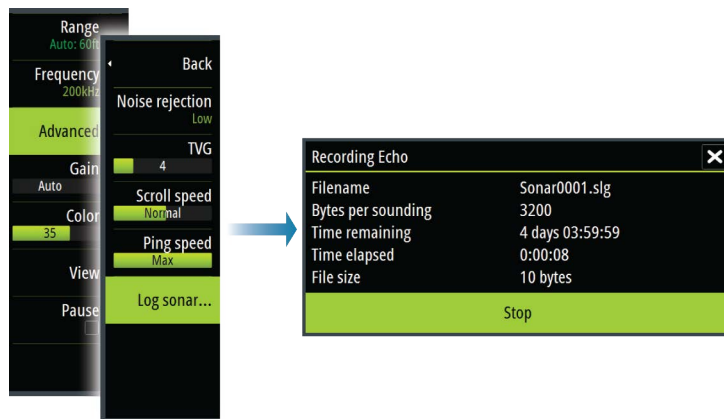 Range
Auto: 60ft
Frequency
200kHz
Advanced
Gain
Auto
Color
35
View
Pause
Back
Noise rejection
Low
TVG
4
Scroll speed
Normal
Ping speed
Max
Log sonar...
Recording Echo
Filename Sonar0001.slg
Bytes per sounding 3200
Time remaining 4 days 03:59:59
Time elapsed 0:00:08
File size 10 bytes
Stop